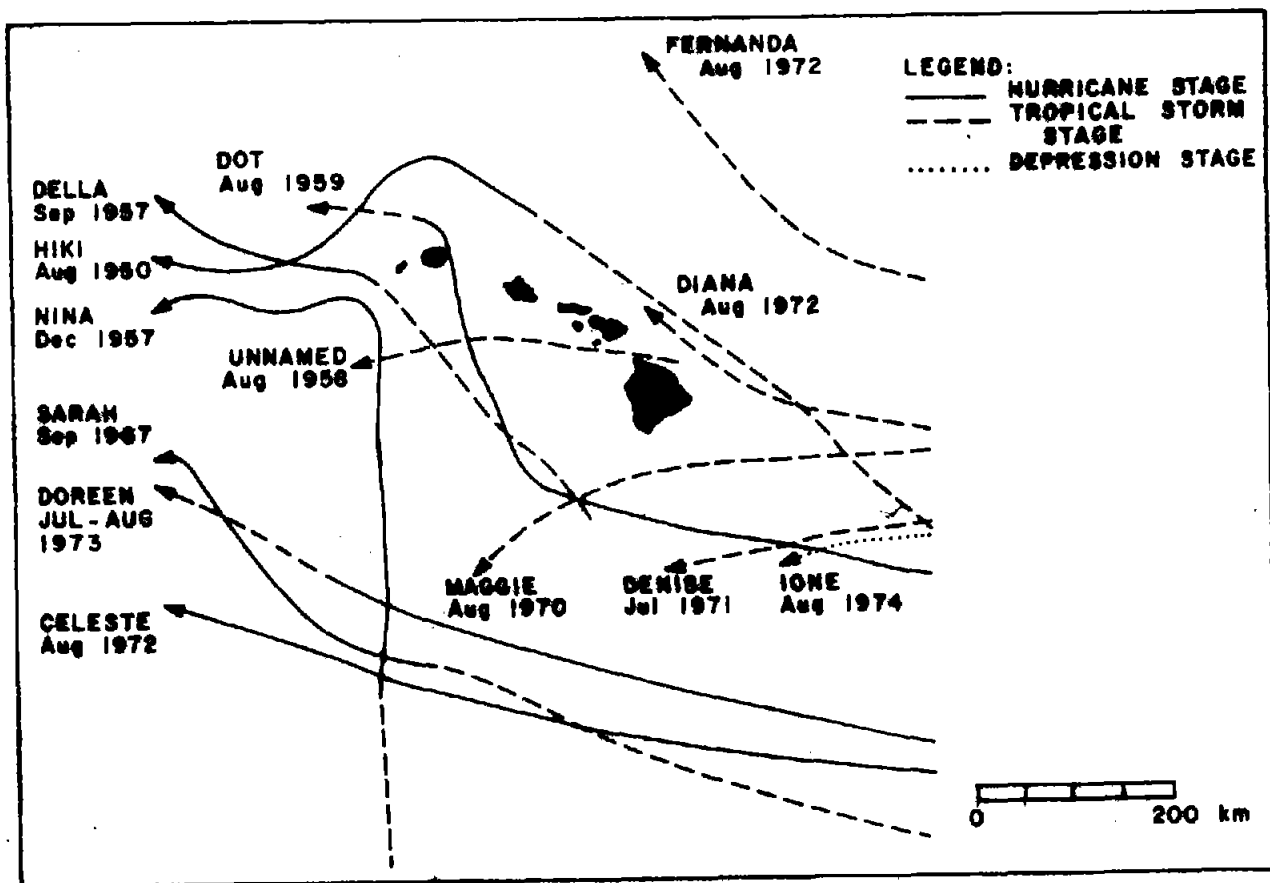 FERNANDA
Aug 1972
LEGEND:
HURRICANE STAGE
TROPICAL STORM
STAGE
DEPRESSION STAGE
DOT
Aug 1959
DELLA
Sep 1957
HIKI
Aug 1950
NINA
Dec 1957
DIANA
Aug 1972
UNNAMED
Aug 1958
SARAH
Sep 1967
DOREEN
JUL-AUG
1973
MAGGIE
Aug 1970
DENISE
Jul 1971
IONE
Aug 1974
CELESTE
Aug 1972
0 200 km